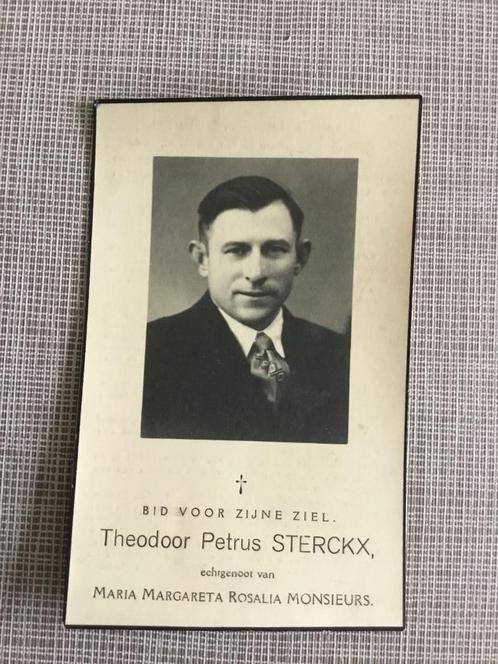 BID VOOR ZIJNE ZIEL.
Theodoor Petrus STERCKX,
echtgenoot van
MARIA MARGARETA ROSALIA MONSIEURS.